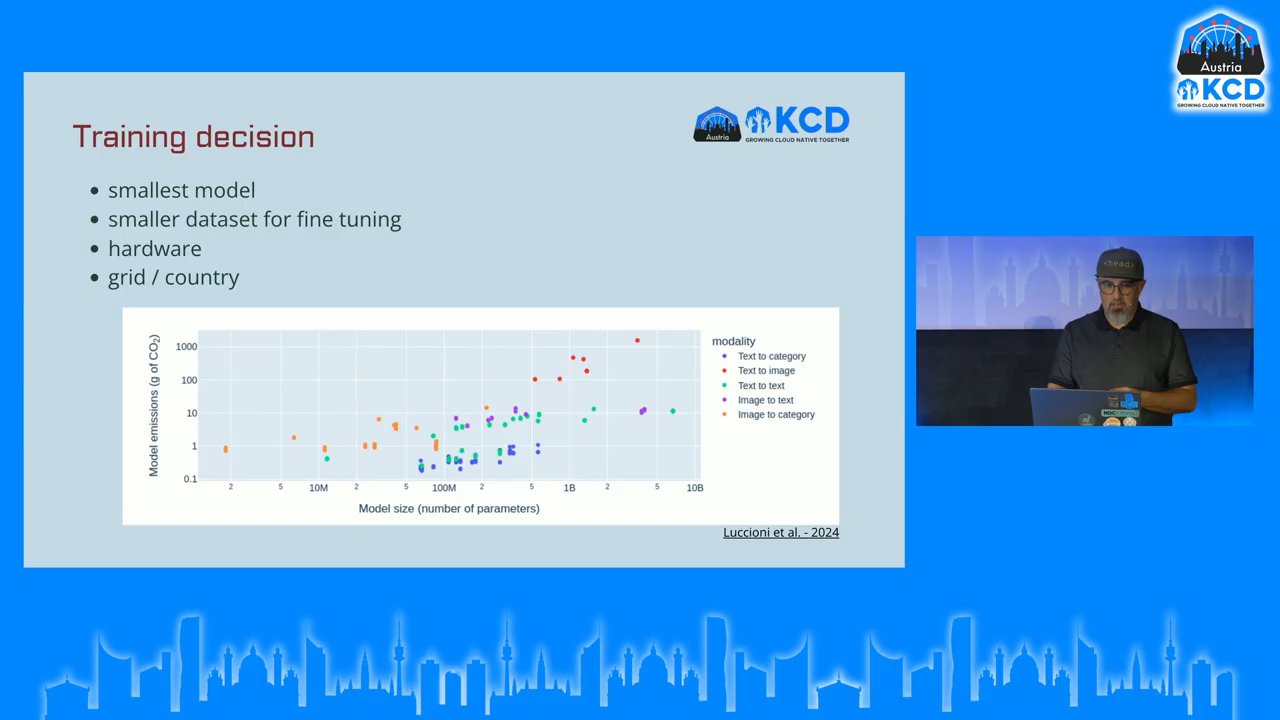 Austria
KCD
GROWING CLOUD NATIVE TOGETHER
Training decision
Austria
KCD
GROWING CLOUD NATIVE TOGETHER
• smallest model
• smaller dataset for fine tuning
• hardware
• grid / country
Model emissions (g of CO2)
1000
100
10
1
0.1
2 5 10M 2 5 100M 2 5 1B 2 5 10B
Model size (number of parameters)
modality
Text to category
Text to image
Text to text
Image to text
Image to category
Luccioni et al. - 2024
<head>